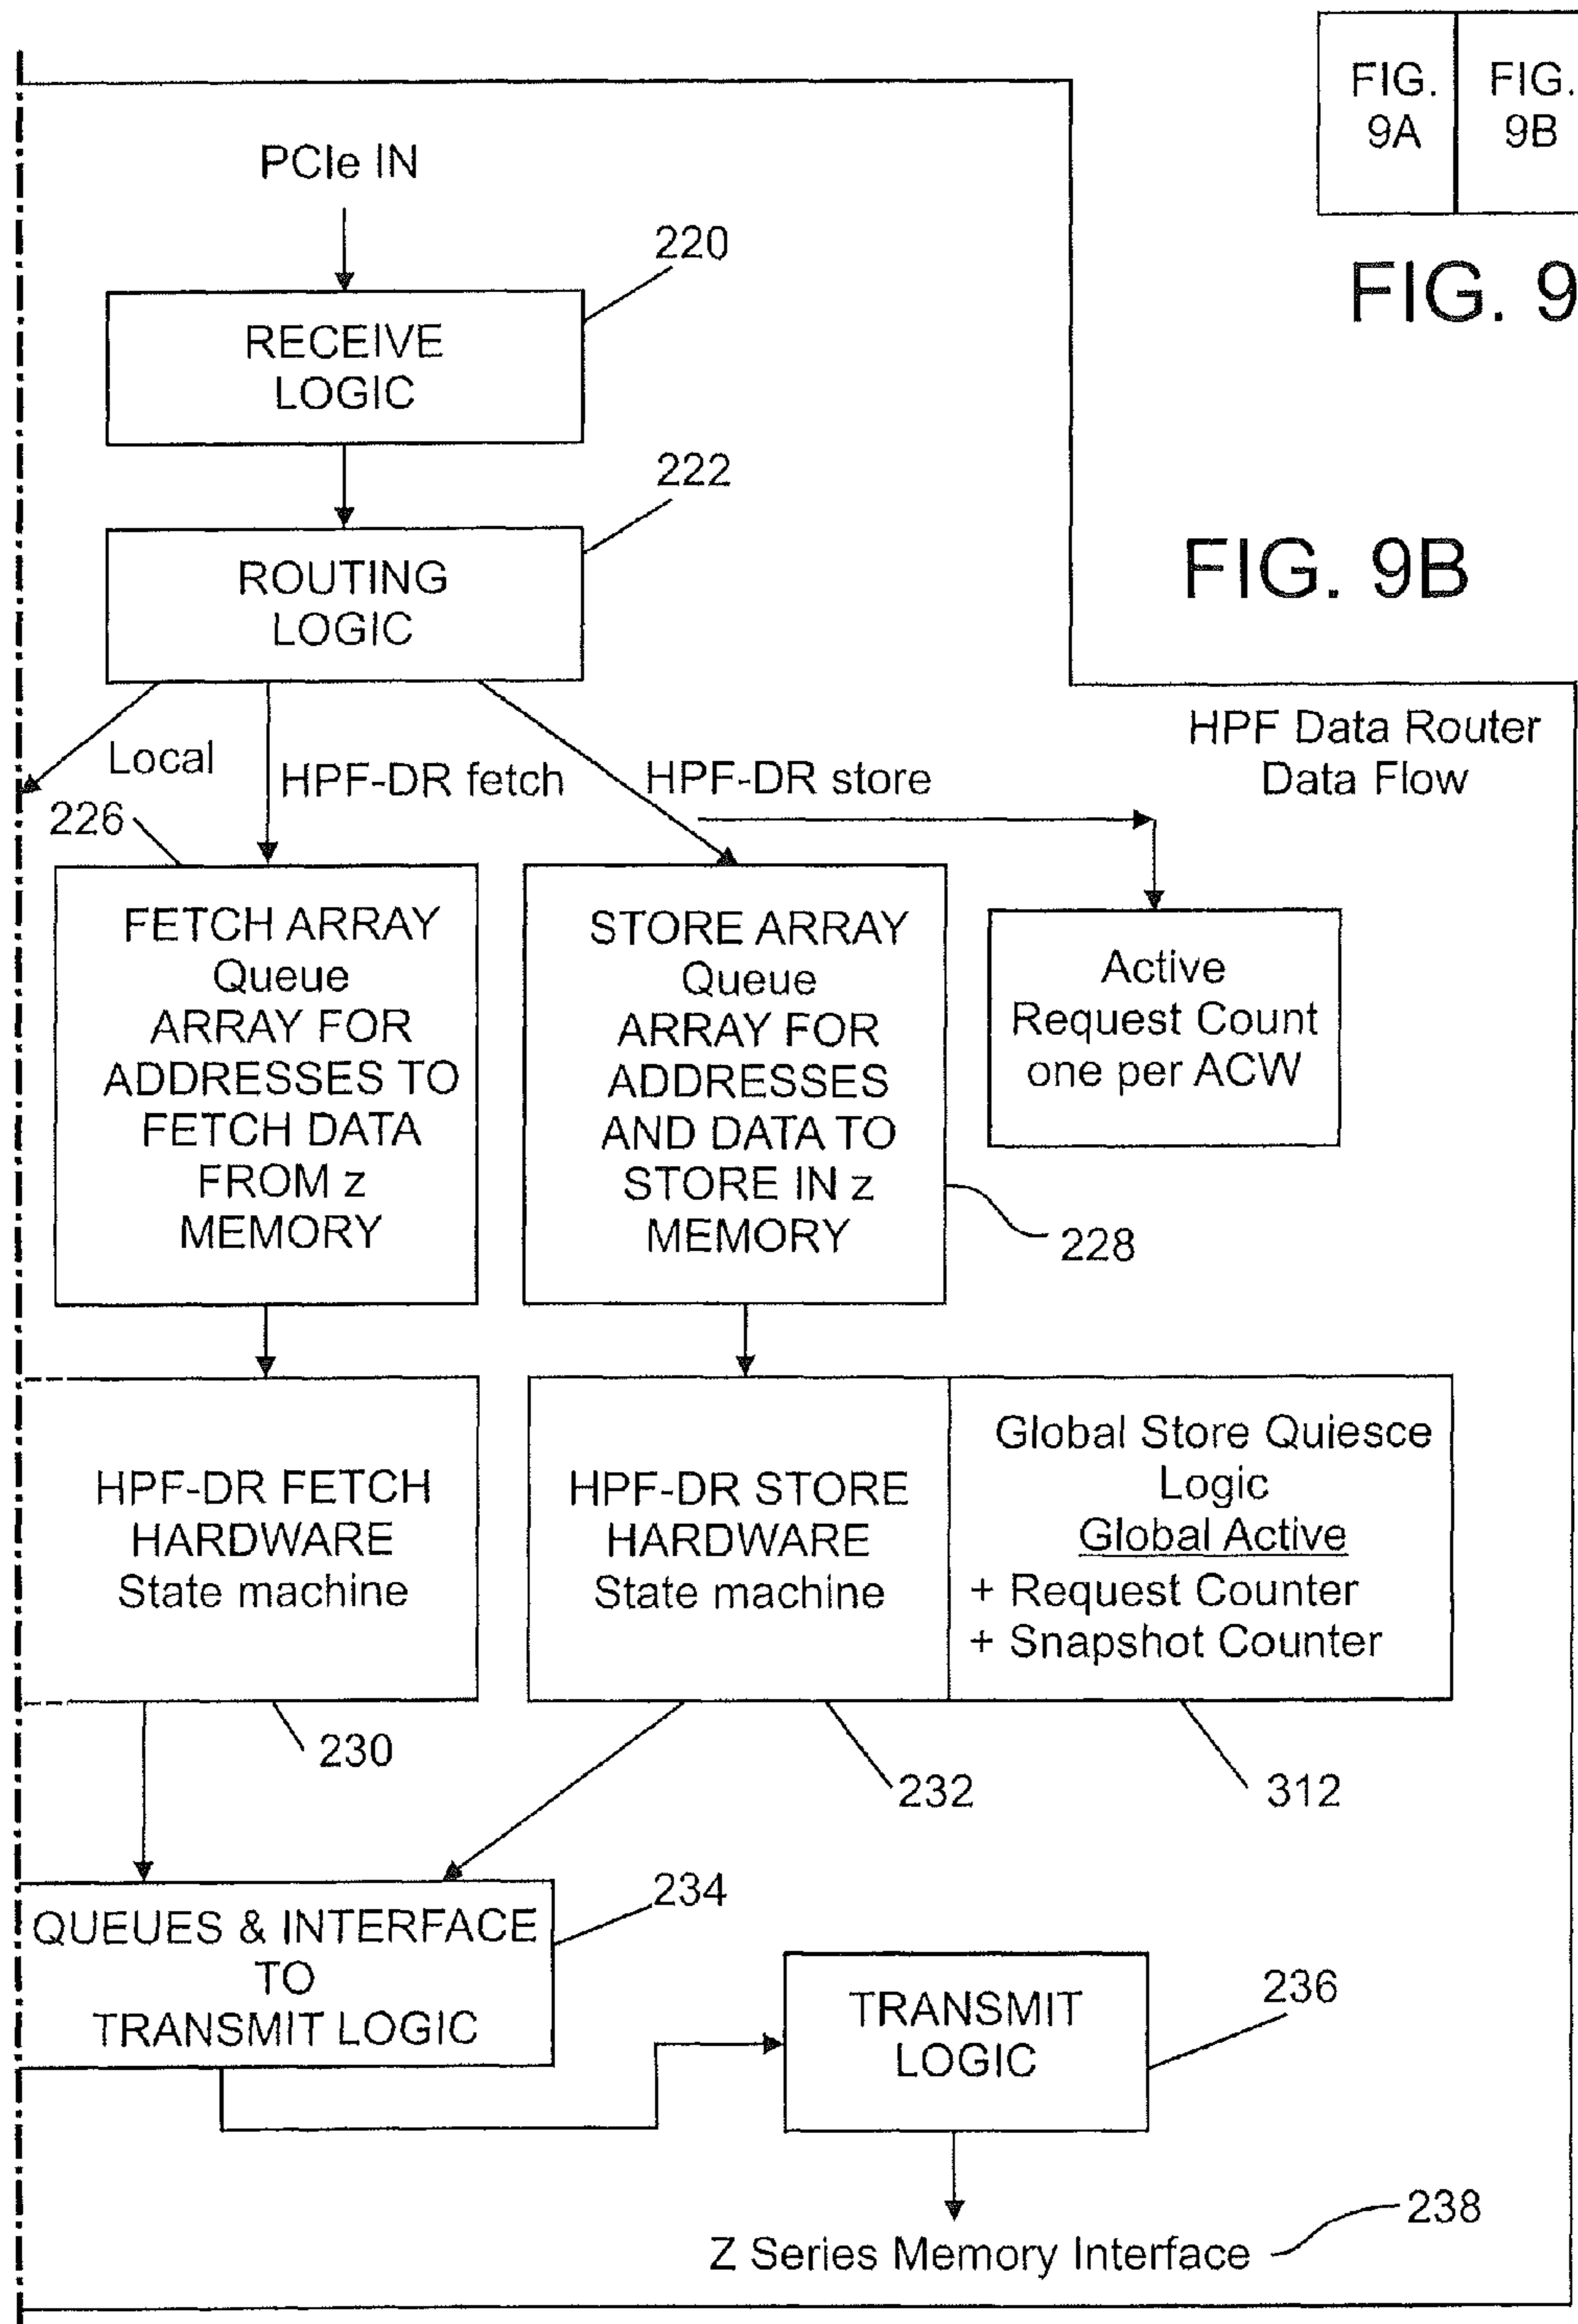 FIG.
9A
FIG.
9B
FIG. 9
PCIe IN
220
RECEIVE
LOGIC
222
ROUTING
LOGIC
FIG. 9B
HPF Data Router
Data Flow
Local
HPF-DR fetch
HPF-DR store
226
FETCH ARRAY
Queue
ARRAY FOR
ADDRESSES TO
FETCH DATA
FROM z
MEMORY
STORE ARRAY
Queue
ARRAY FOR
ADDRESSES
AND DATA TO
STORE IN z
MEMORY
228
Active
Request Count
one per ACW
HPF-DR FETCH
HARDWARE
State machine
230
HPF-DR STORE
HARDWARE
State machine
232
Global Store Quiesce
Logic
Global Active
+ Request Counter
+ Snapshot Counter
312
QUEUES & INTERFACE
TO
TRANSMIT LOGIC
234
TRANSMIT
LOGIC
236
Z Series Memory Interface
238